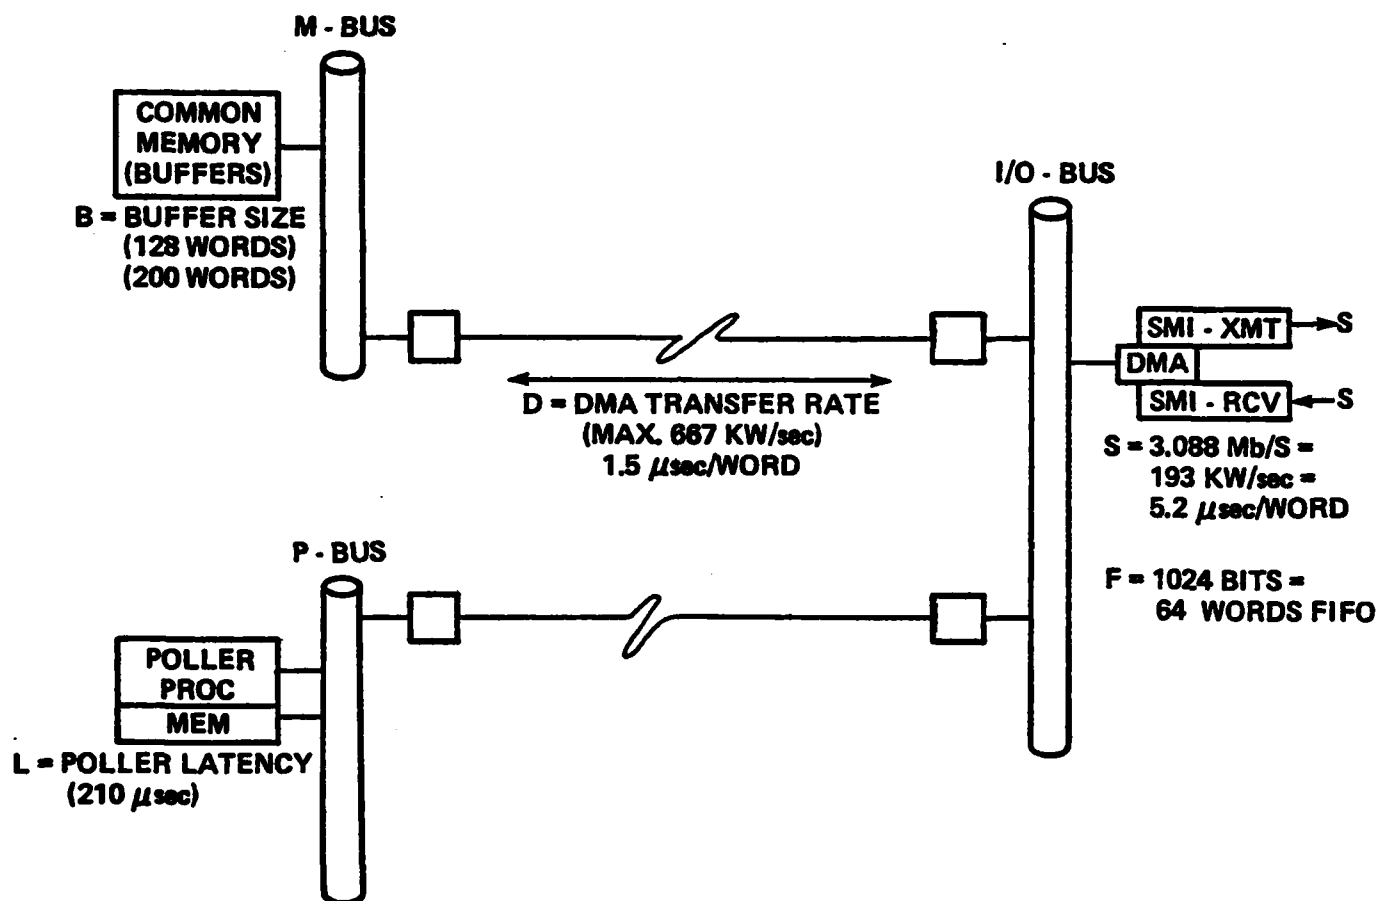 M - BUS
COMMON
MEMORY
(BUFFERS)
B = BUFFER SIZE
(128 WORDS)
(200 WORDS)
I/O - BUS
SMI - XMT
S
DMA
SMI - RCV
S
D = DMA TRANSFER RATE
(MAX. 667 KW/sec)
1.5 μsec/WORD
S = 3.088 Mb/S =
193 KW/sec =
5.2 μsec/WORD
F = 1024 BITS =
64 WORDS FIFO
P - BUS
POLLER
PROC
MEM
L = POLLER LATENCY
(210 μsec)